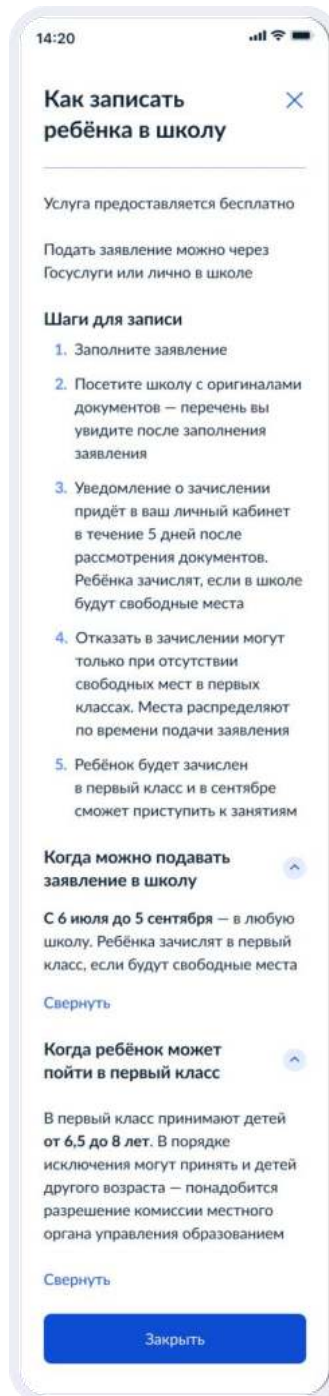 14:20
Как записать
ребёнка в школу
Услуга предоставляется бесплатно
Подать заявление можно через
Госуслуги или лично в школе
Шаги для записи
1. Заполните заявление
2. Посетите школу с оригиналами
документов — перечень вы
увидите после заполнения
заявления
3. Уведомление о зачислении
придёт в ваш личный кабинет
в течение 5 дней после
рассмотрения документов.
Ребёнка зачислят, если в школе
будут свободные места
4. Отказать в зачислении могут
только при отсутствии
свободных мест в первых
классах. Места распределяют
по времени подачи заявления
5. Ребёнок будет зачислен
в первый класс и в сентябре
сможет приступить к занятиям
Когда можно подавать
заявление в школу
С 6 июля до 5 сентября — в любую
школу. Ребёнка зачислят в первый
класс, если будут свободные места
Свернуть
Когда ребёнок может
пойти в первый класс
В первый класс принимают детей
от 6,5 до 8 лет. В порядке
исключения могут принять и детей
другого возраста — понадобится
разрешение комиссии местного
органа управления образованием
Свернуть
Закрыть